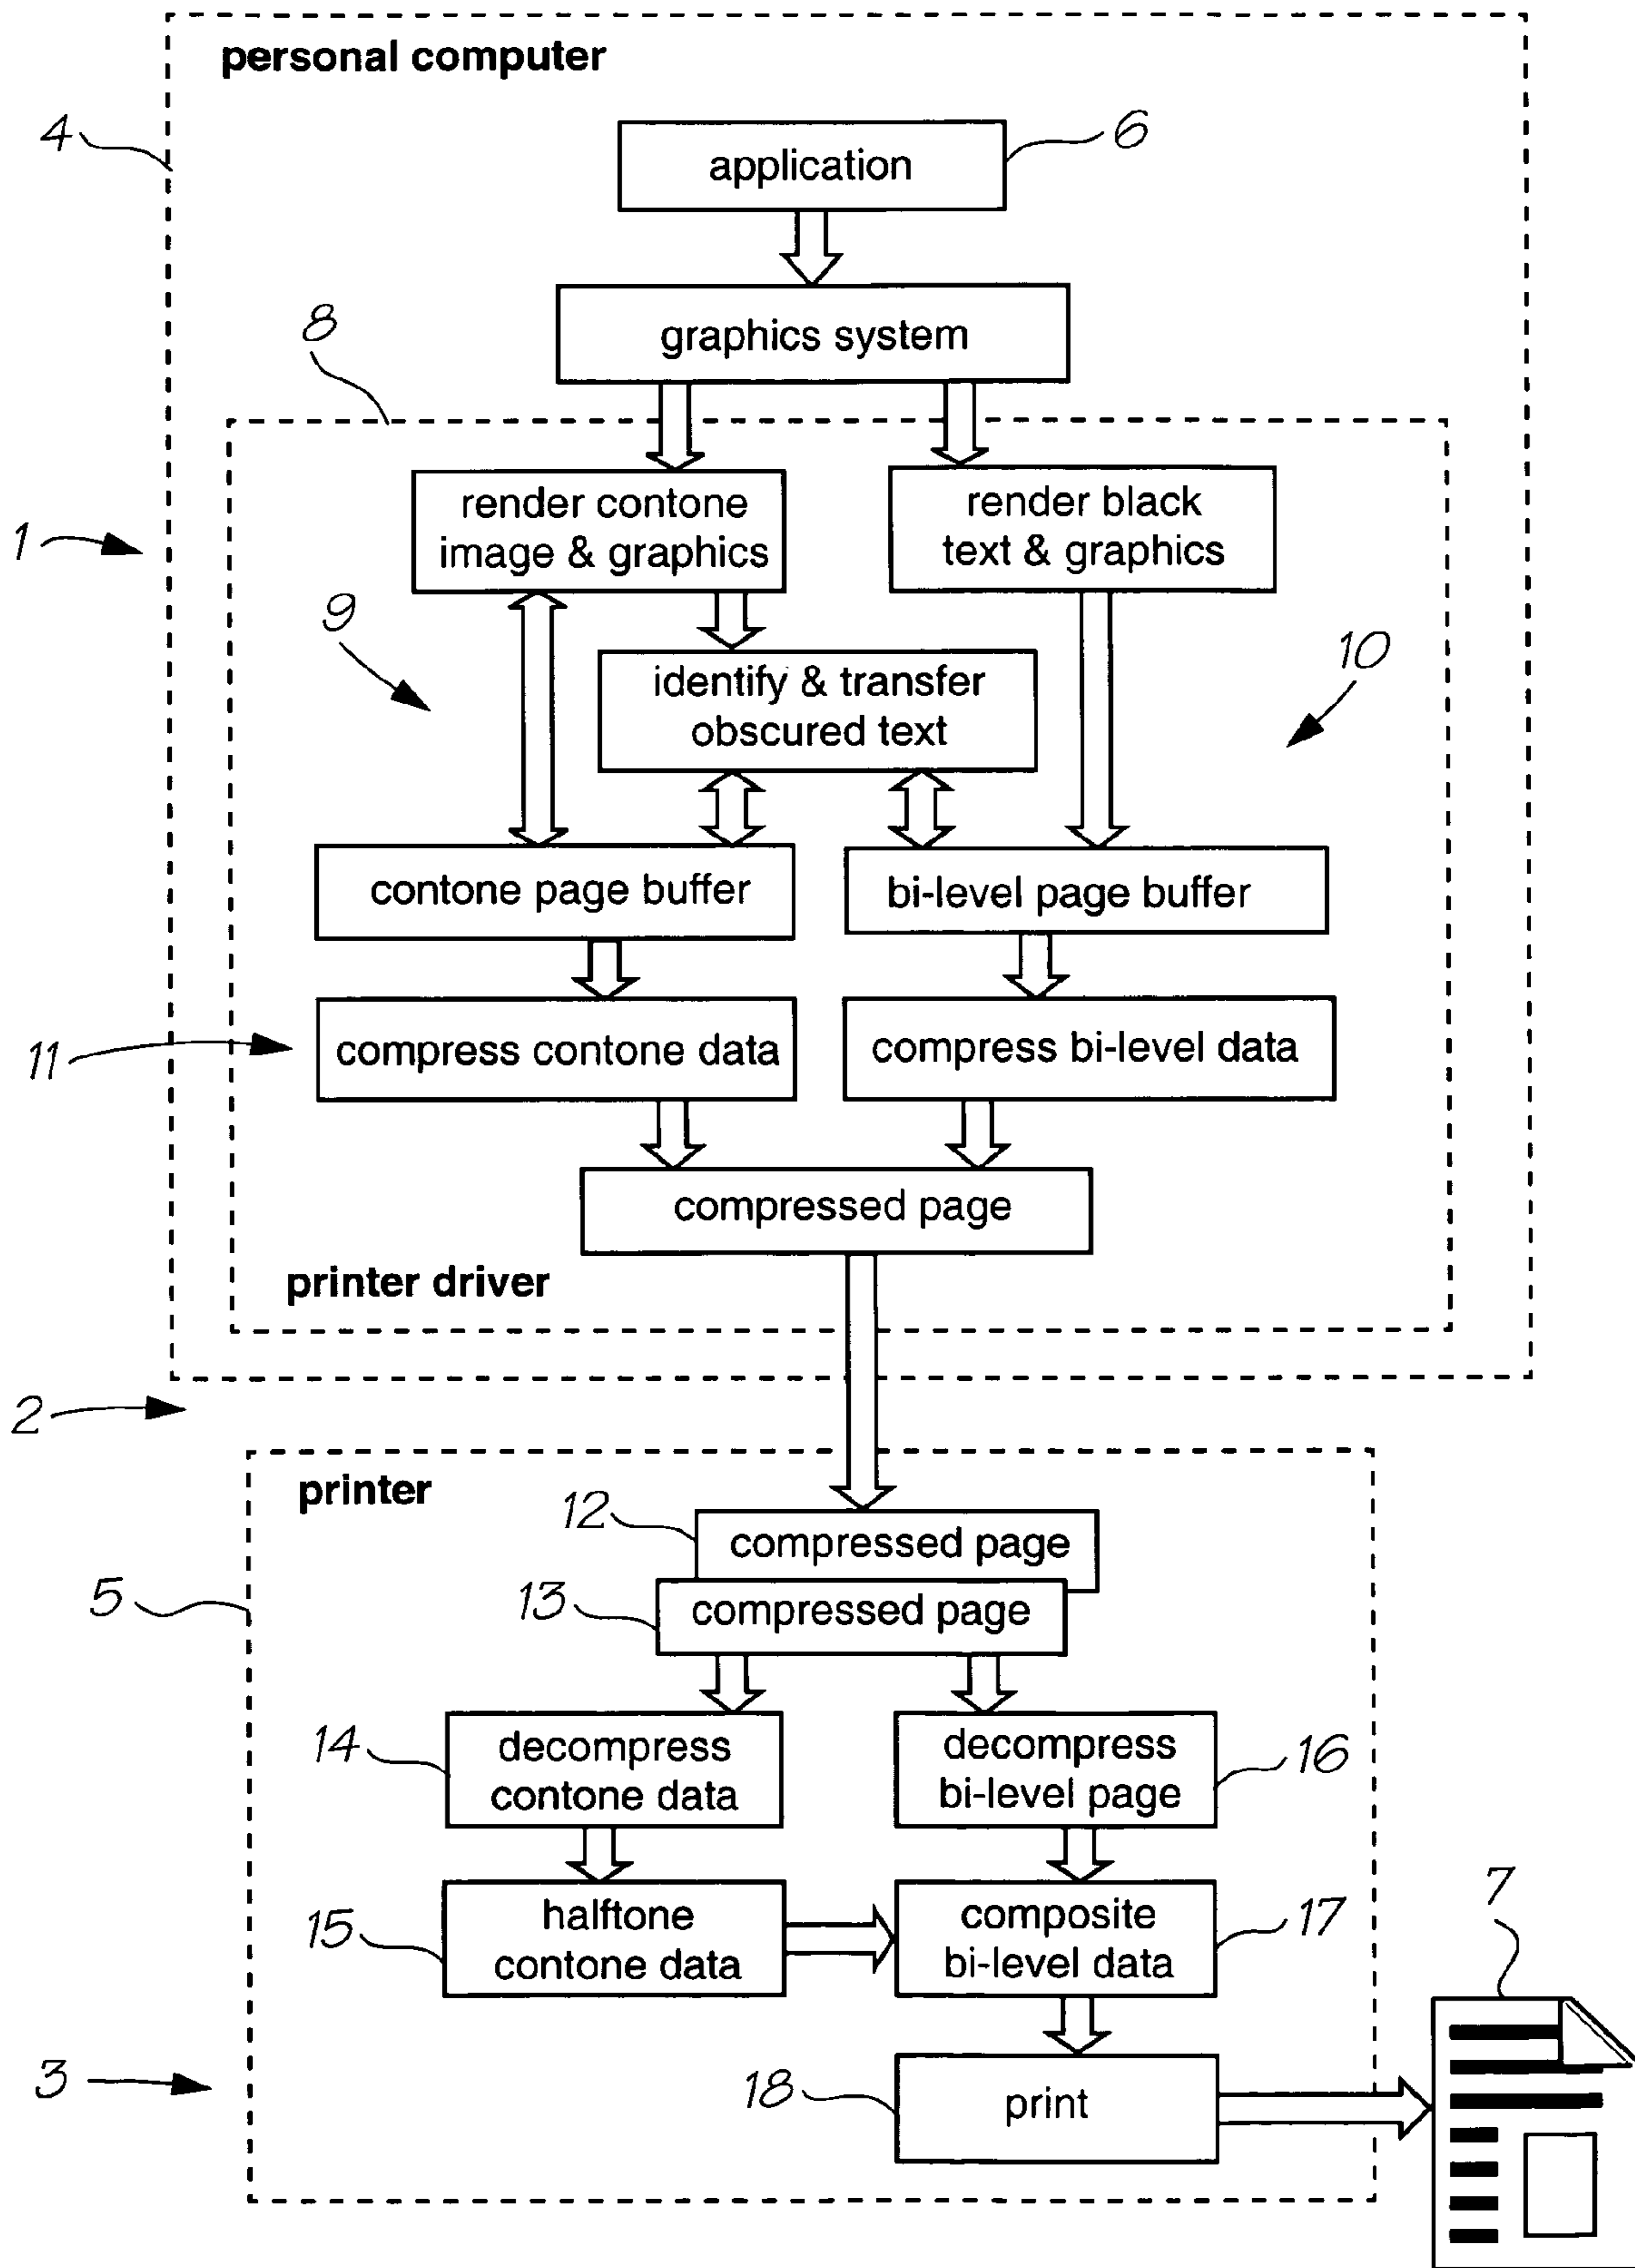 personal computer
4
application
6
graphics system
8
render contone
image & graphics
render black
text & graphics
1
9
identify & transfer
obscured text
10
contone page buffer
bi-level page buffer
11
compress contone data
compress bi-level data
compressed page
printer driver
2
printer
12
compressed page
5
13
compressed page
14
decompress
contone data
decompress
bi-level page
16
15
halftone
contone data
composite
bi-level data
17
7
3
18
print